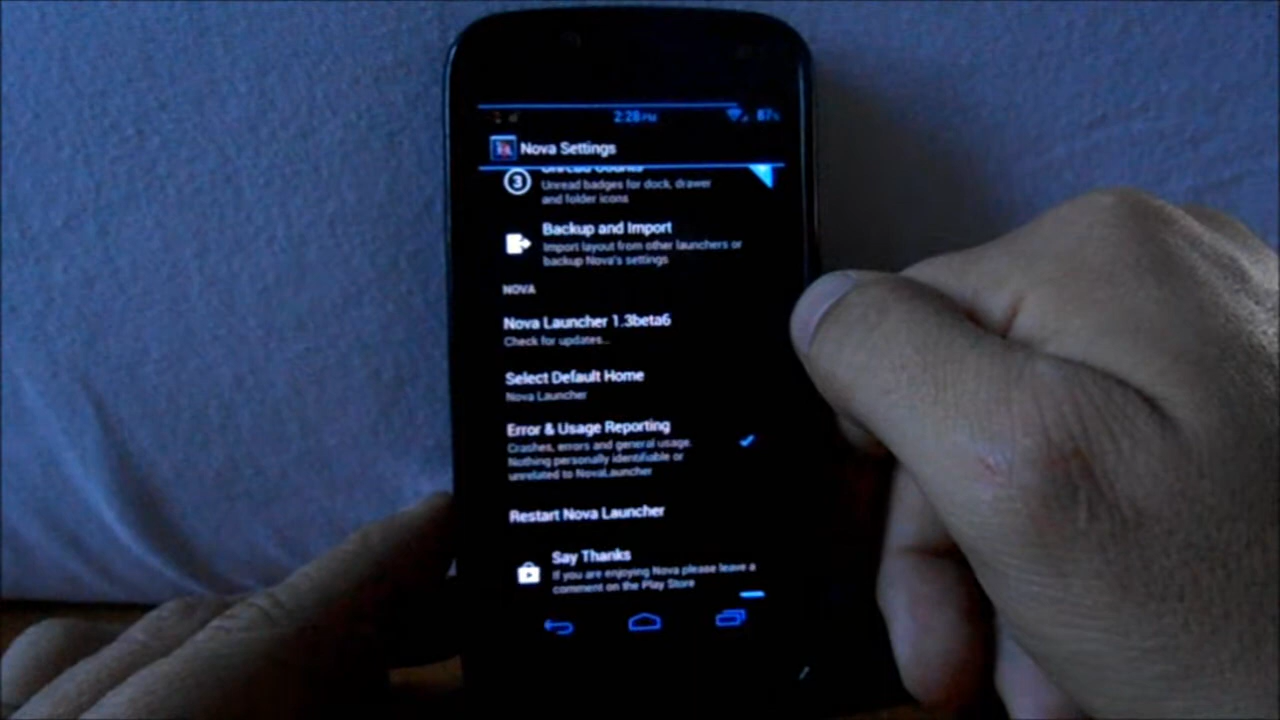 2:28 PM 87%
Nova Settings
Unread Counts
3
Unread badges for dock, drawer
and folder icons
Backup and Import
Import layout from other launchers or
backup Nova's settings
NOVA
Nova Launcher 1.3beta6
Check for updates...
Select Default Home
Nova Launcher
Error & Usage Reporting
Crashes, errors and general usage.
Nothing personally identifiable or
unrelated to NovaLauncher
Restart Nova Launcher
Say Thanks
If you are enjoying Nova please leave a
comment on the Play Store